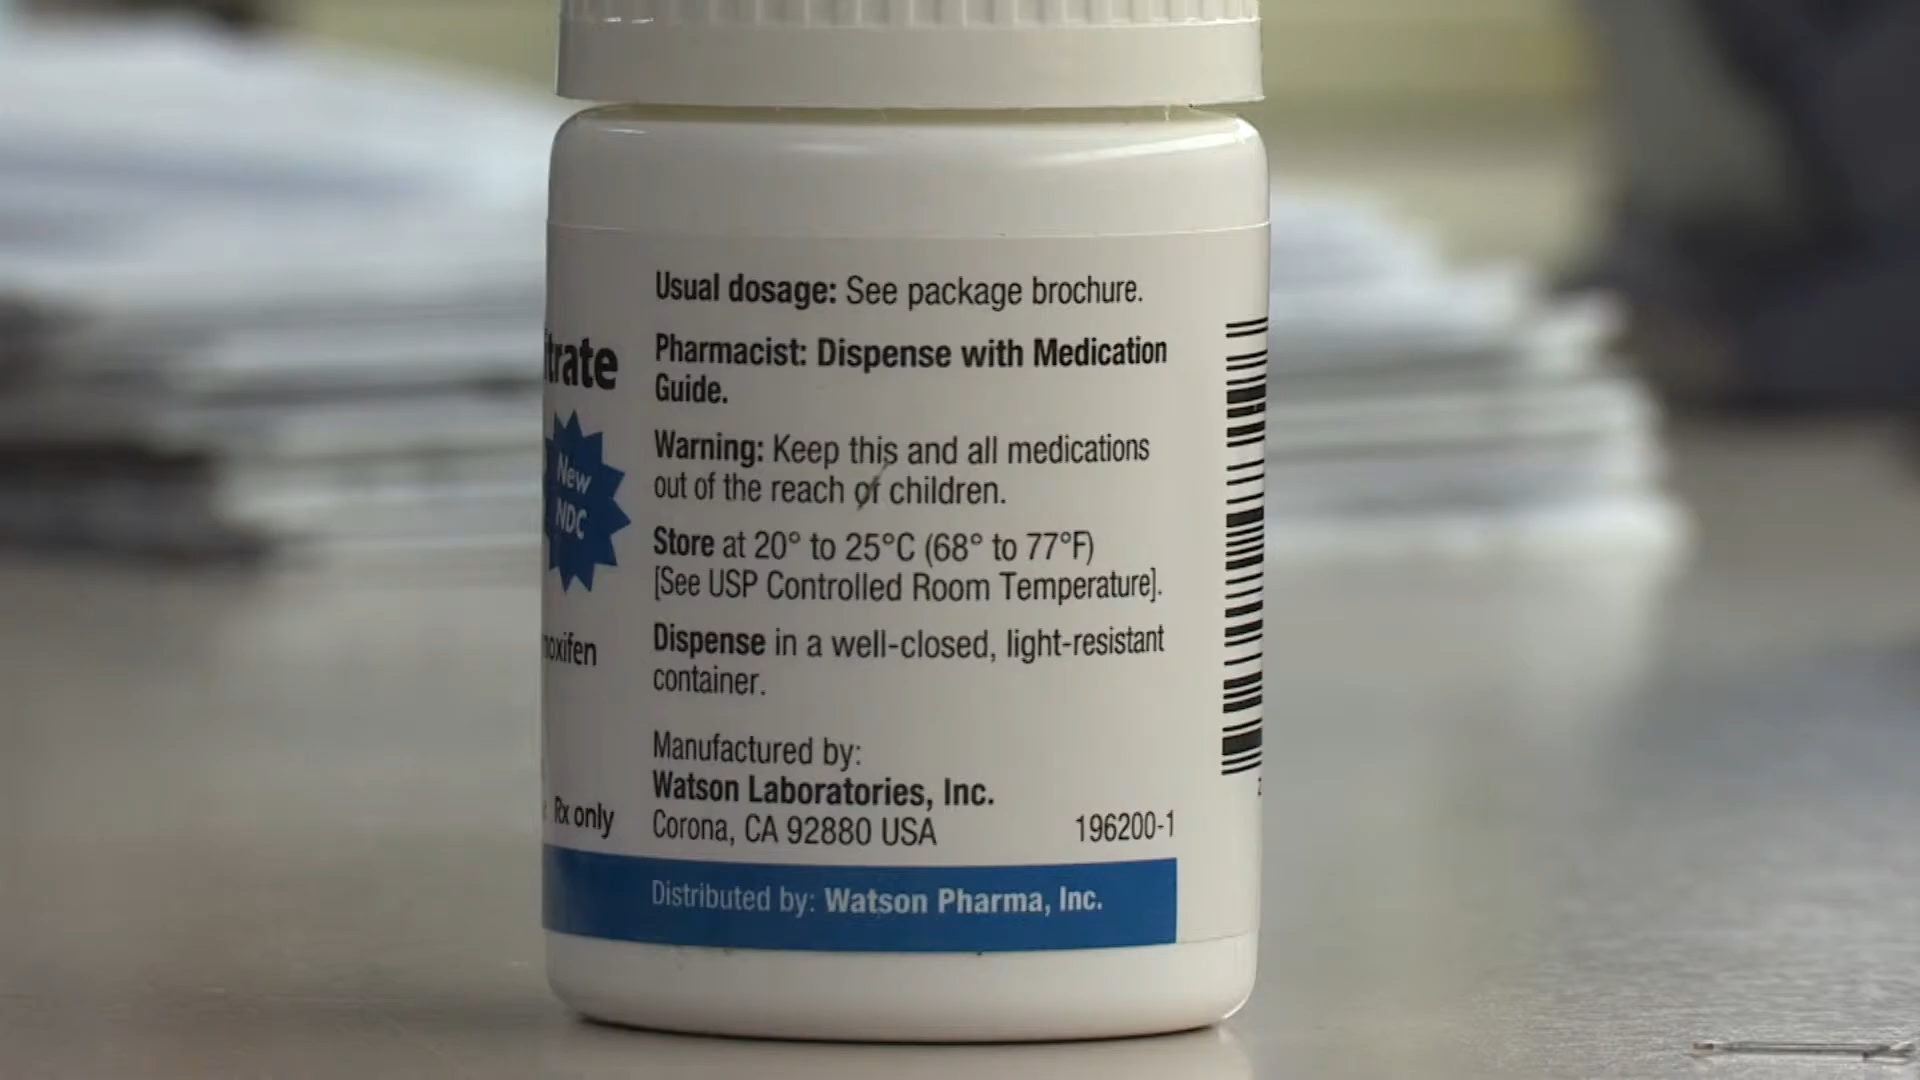 Usual dosage: See package brochure.
Pharmacist: Dispense with Medication
Guide.
Warning: Keep this and all medications
out of the reach of children.
Store at 20° to 25°C (68° to 77°F)
[See USP Controlled Room Temperature].
Dispense in a well-closed, light-resistant
container.
Manufactured by:
Watson Laboratories, Inc.
Corona, CA 92880 USA
196200-1
Distributed by: Watson Pharma, Inc.
trate
New
NDC
oxifen
Rx only